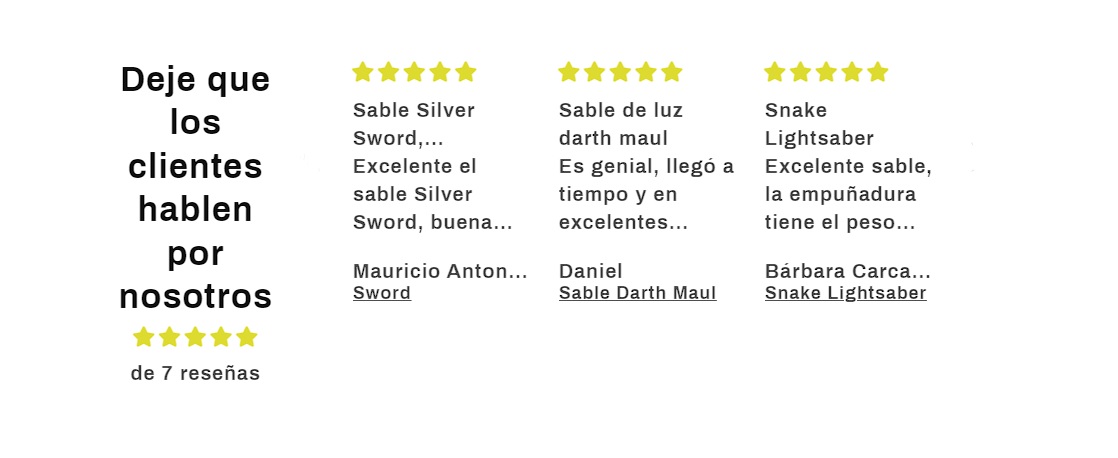 Deje que
los
clientes
hablen
por
nosotros
de 7 reseñas
Sable Silver
Sword,...
Excelente el
sable Silver
Sword, buena...
Mauricio Anton...
Sword
Sable de luz
darth maul
Es genial, llegó a
tiempo y en
excelentes...
Daniel
Sable Darth Maul
Snake
Lightsaber
Excelente sable,
la empuñadura
tiene el peso...
Bárbara Carca...
Snake Lightsaber